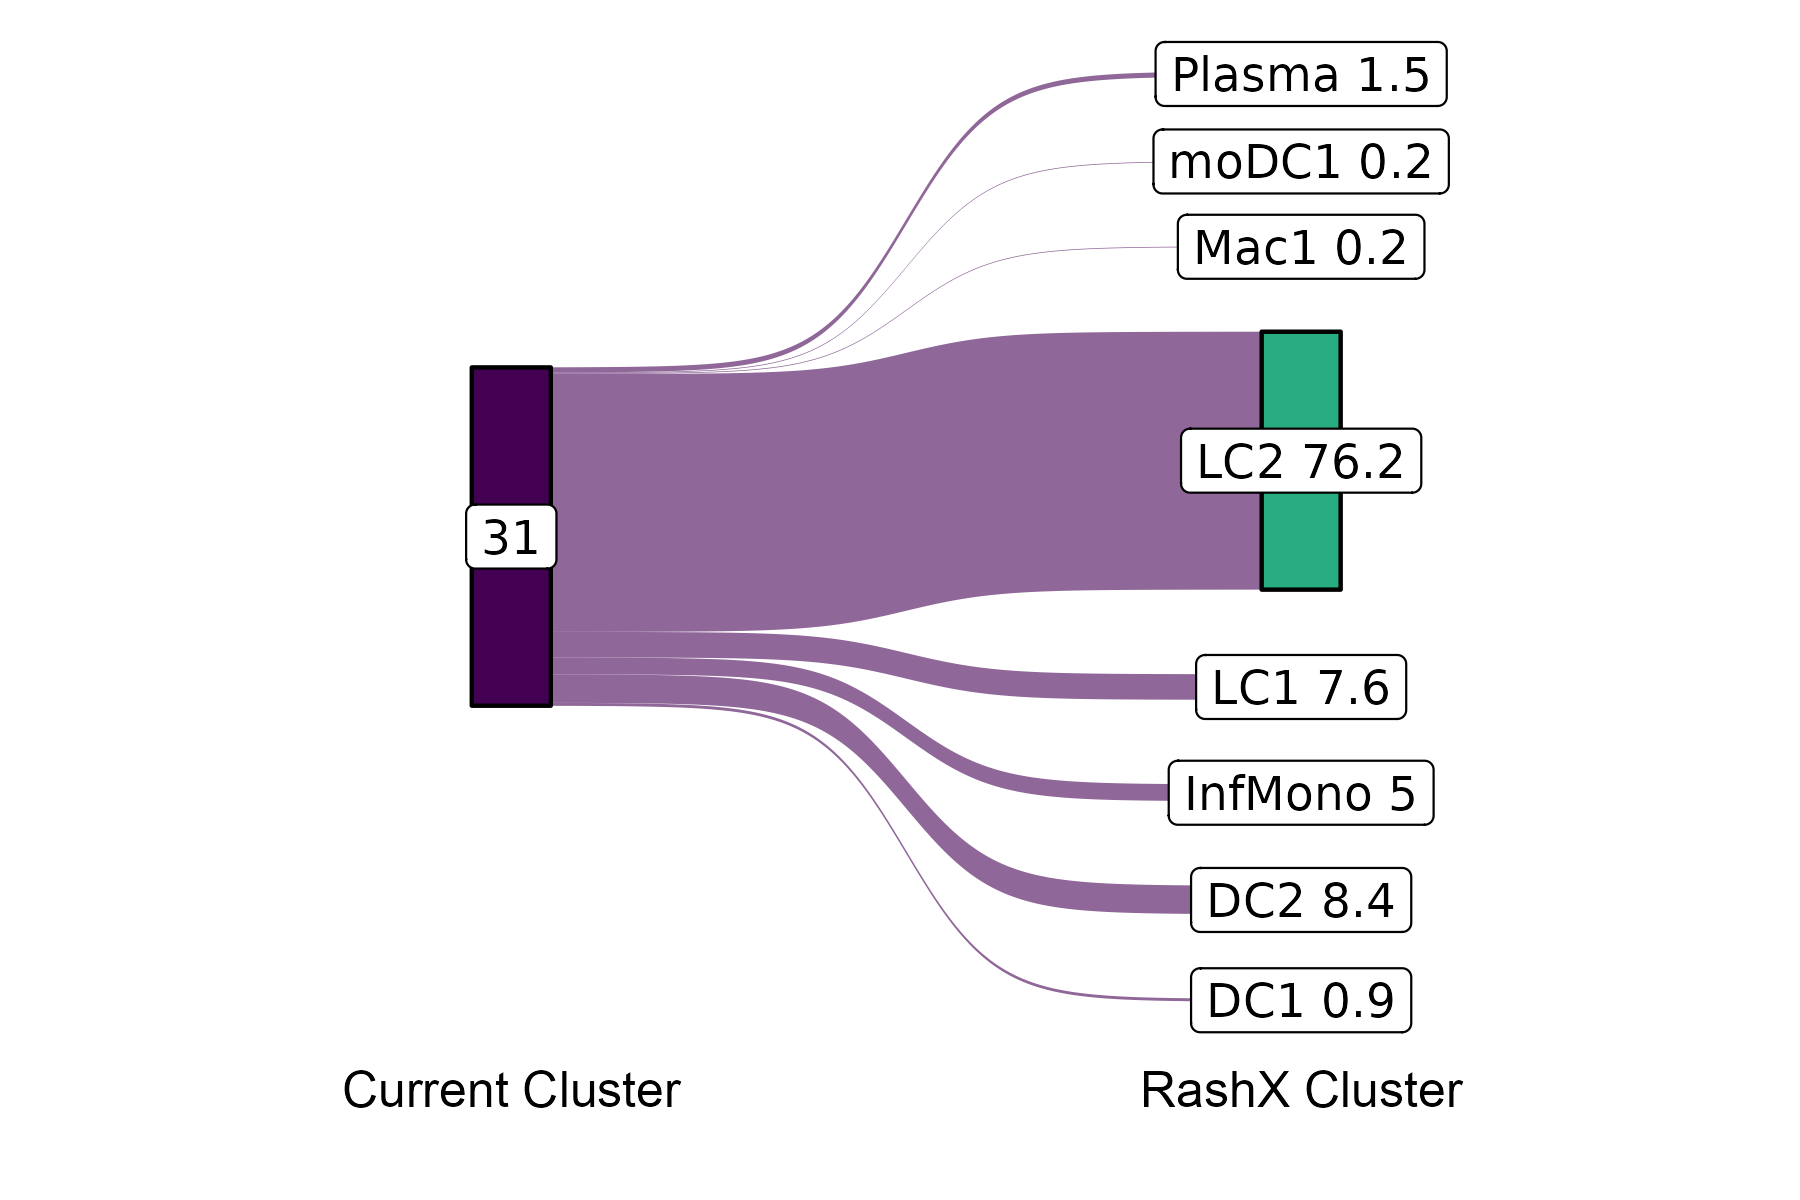 Plasma 1.5
moDC1 0.2
Mac1 0.2
LC2 76.2
31
LC1 7.6
InfMono 5
DC2 8.4
DC1 0.9
Current Cluster
RashX Cluster